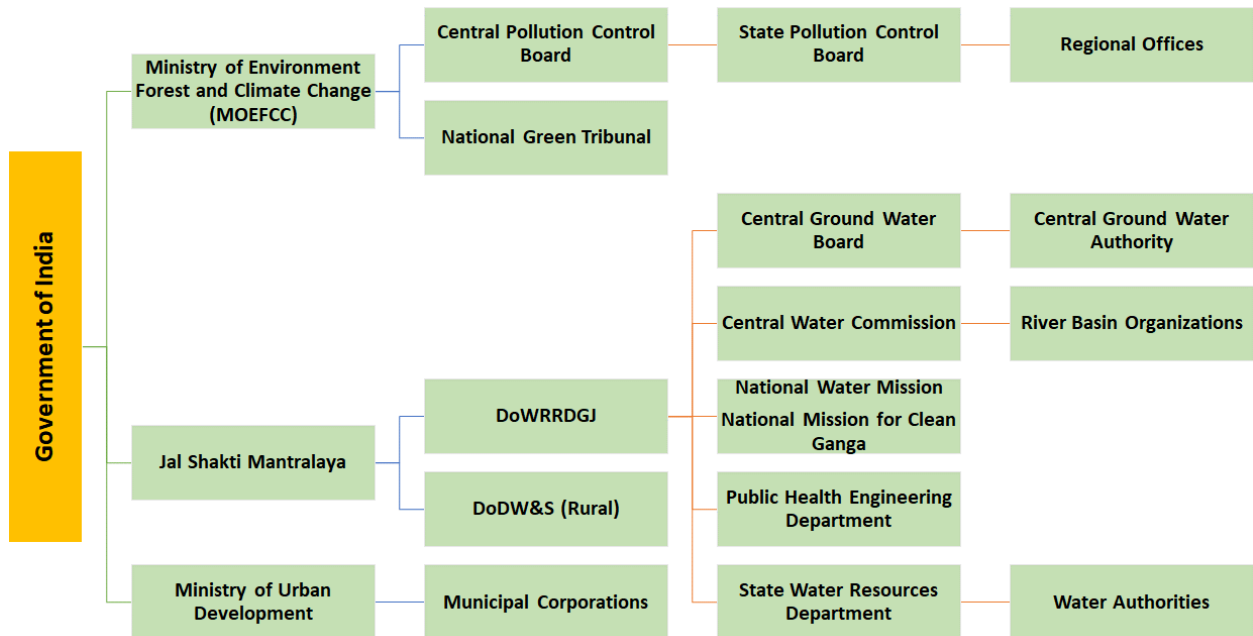 Government of India
Ministry of Environment
Forest and Climate Change
(MOEFCC)
Central Pollution Control
Board
State Pollution Control
Board
Regional Offices
National Green Tribunal
Jal Shakti Mantralaya
DoWRRDGJ
Central Ground Water
Board
Central Ground Water
Authority
Central Water Commission
River Basin Organizations
National Water Mission
National Mission for Clean
Ganga
DoDW&S (Rural)
Public Health Engineering
Department
State Water Resources
Department
Water Authorities
Ministry of Urban
Development
Municipal Corporations